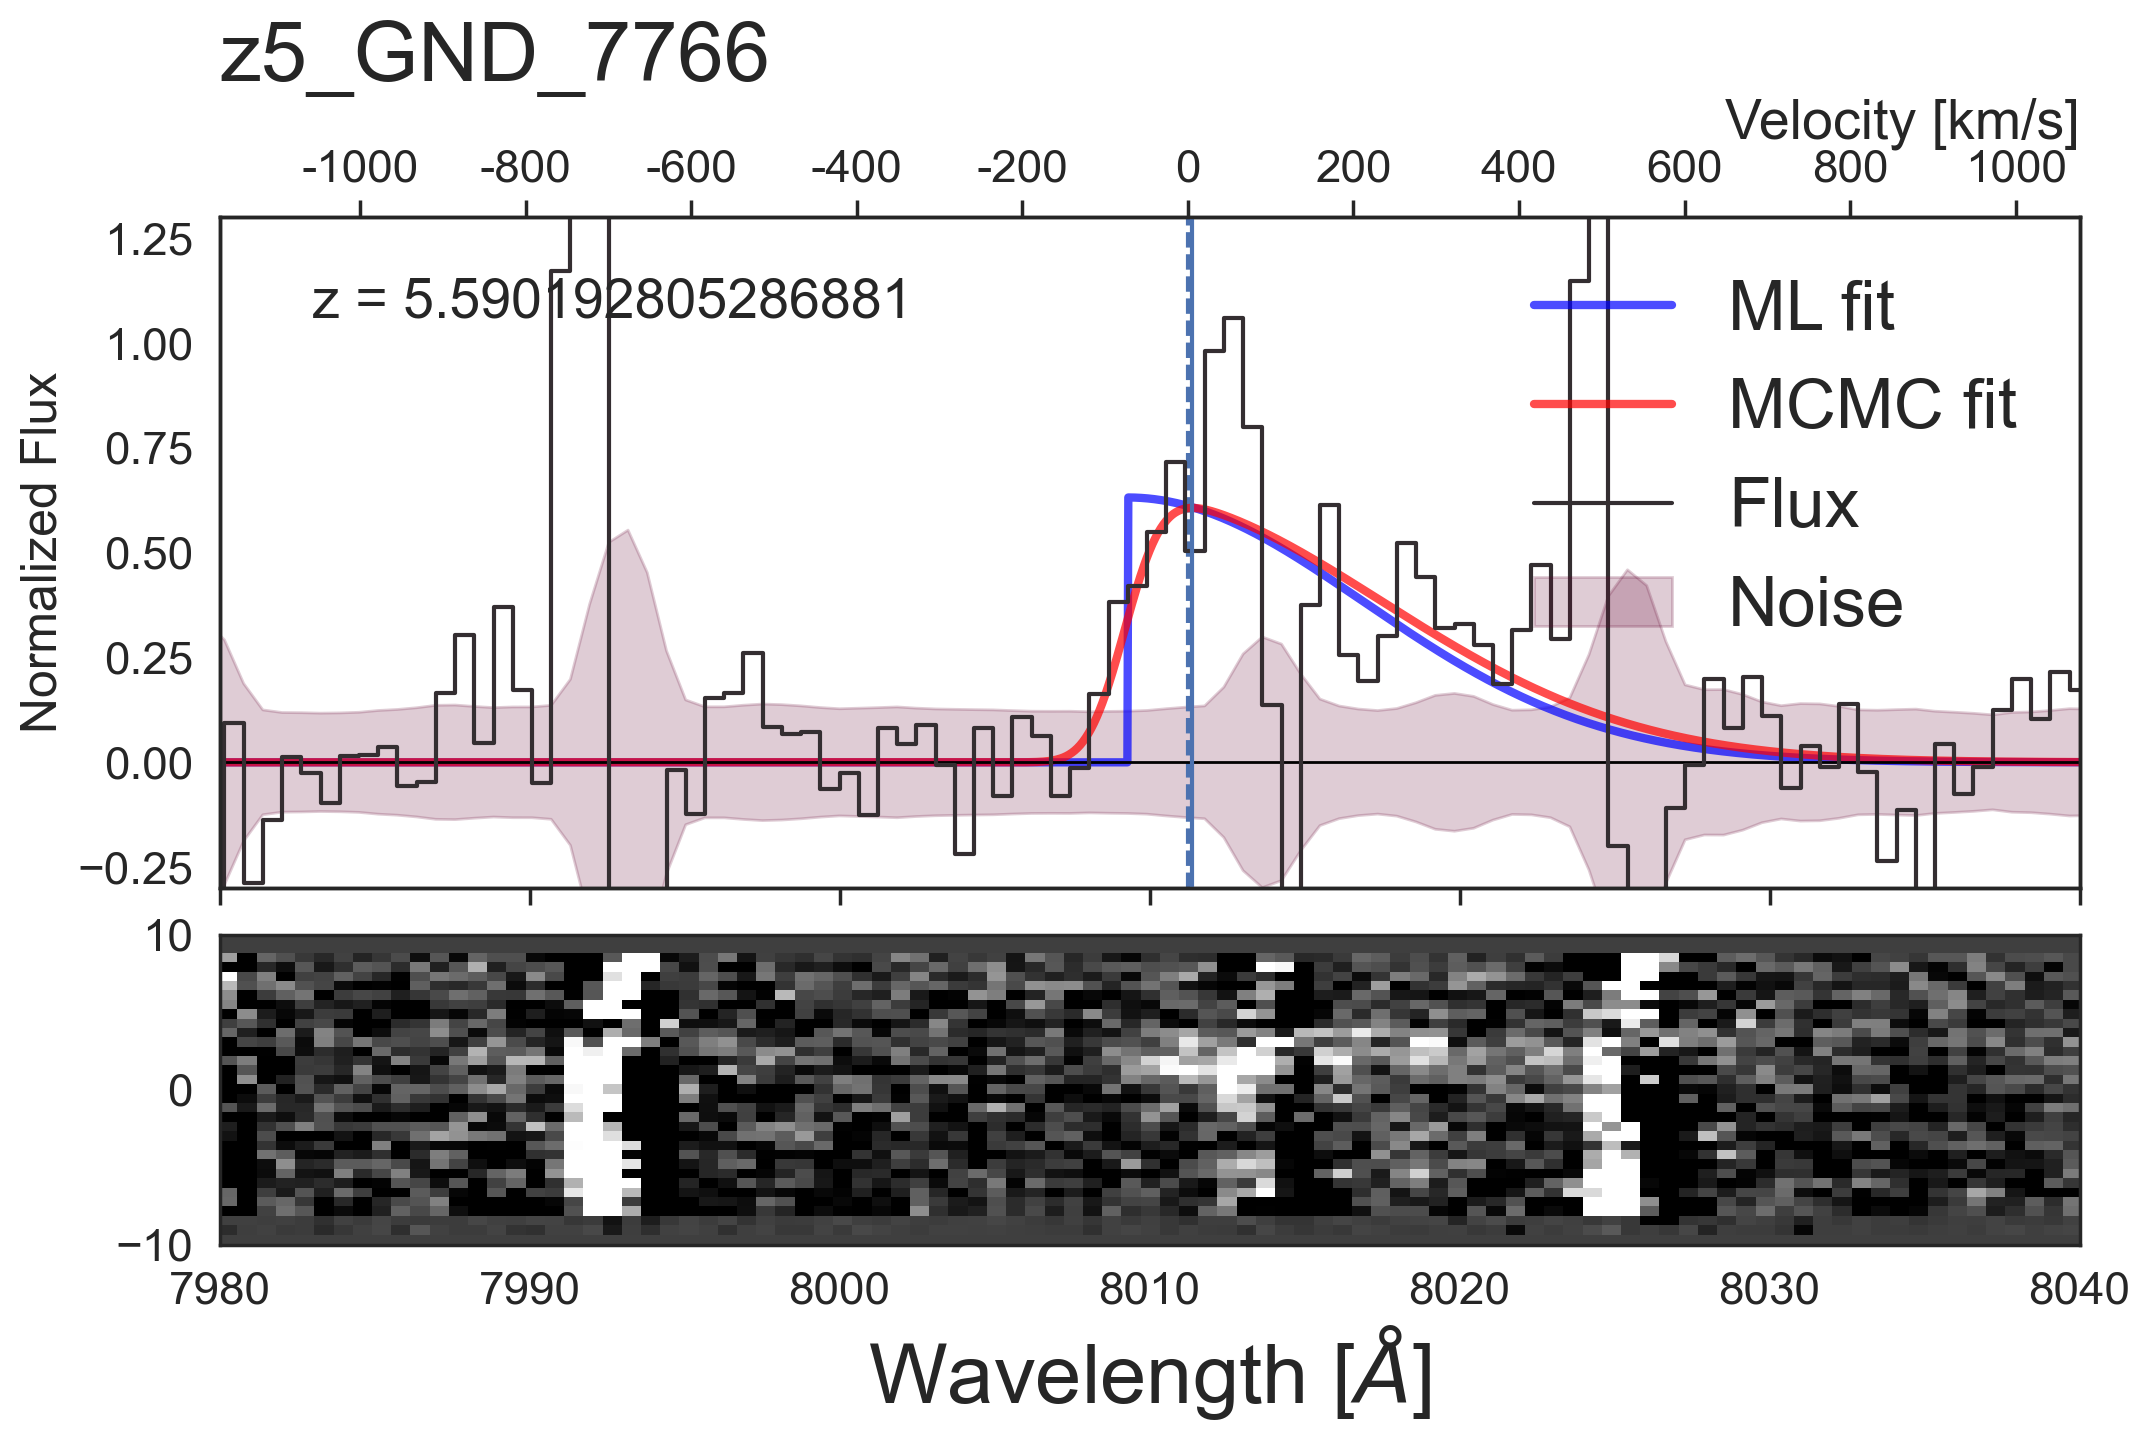 z5_GND_7766
Velocity [km/s]
-1000 -800 -600 -400 -200 0 200 400 600 800 1000
1.25
1.00
0.75
0.50
0.25
0.00
−0.25
Normalized Flux
z = 5.590192805286881
ML fit
MCMC fit
Flux
Noise
10
0
−10
7980 7990 8000 8010 8020 8030 8040
Wavelength [Å]